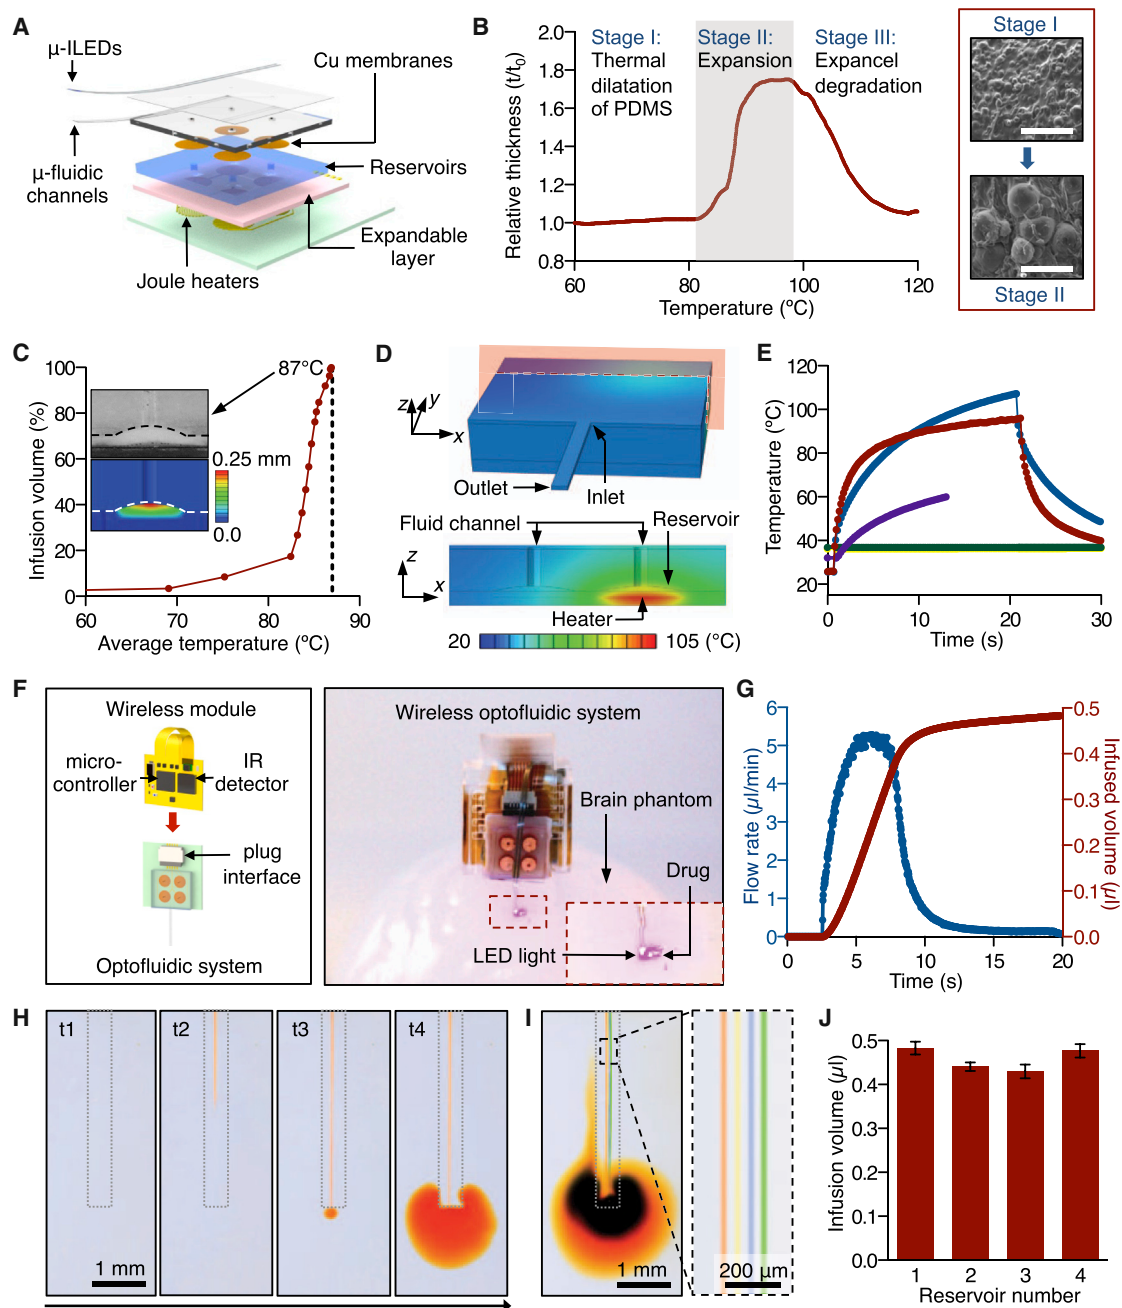 A
μ-ILEDs
Cu membranes
Reservoirs
μ-fluidic
channels
Expandable
layer
Joule heaters
B
Relative thickness (t/t0)
2.0
1.8
1.6
1.4
1.2
1.0
0.8
Stage I:
Thermal
dilatation
of PDMS
Stage II:
Expansion
Stage III:
Expancel
degradation
60
80
100
120
Temperature (ºC)
Stage I
Stage II
C
Infusion volume (%)
100
80
60
40
20
0
87°C
0.25 mm
0.0
60
70
80
90
Average temperature (ºC)
D
z
y
x
Outlet
Inlet
Fluid channel
Reservoir
z
x
Heater
20
105 (°C)
E
Temperature (ºC)
120
100
80
60
40
20
0
10
20
30
Time (s)
F
Wireless module
micro-
controller
IR
detector
plug
interface
Optofluidic system
Wireless optofluidic system
Brain phantom
Drug
LED light
G
Flow rate (μl/min)
6
5
4
3
2
1
0
Infused volume (μl)
0.5
0.4
0.3
0.2
0.1
0.0
0
5
10
15
20
Time (s)
H
t1
t2
t3
t4
1 mm
I
1 mm
200 μm
J
Infusion volume (μl)
0.5
0.4
0.3
0.2
0.1
0.0
1
2
3
4
Reservoir number